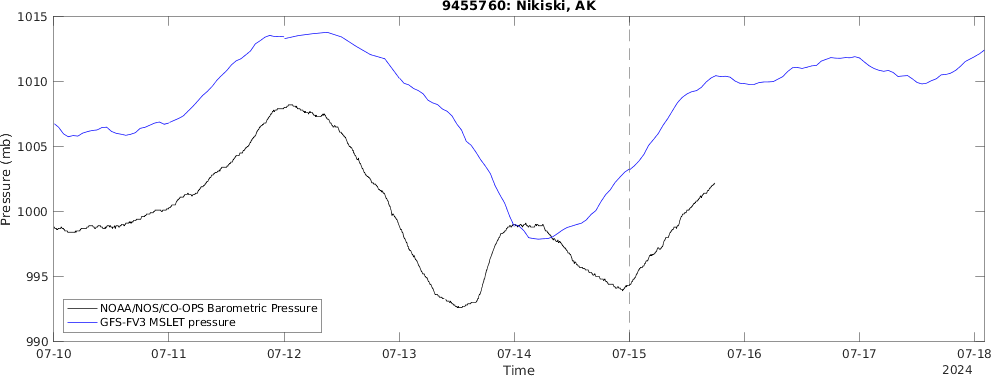 9455760: Nikiski, AK
Pressure (mb)
1015
1010
1005
1000
995
990
NOAA/NOS/CO-OPS Barometric Pressure
GFS-FV3 MSLET pressure
07-10 07-11 07-12 07-13 07-14 07-15 07-16 07-17 07-18
Time
2024